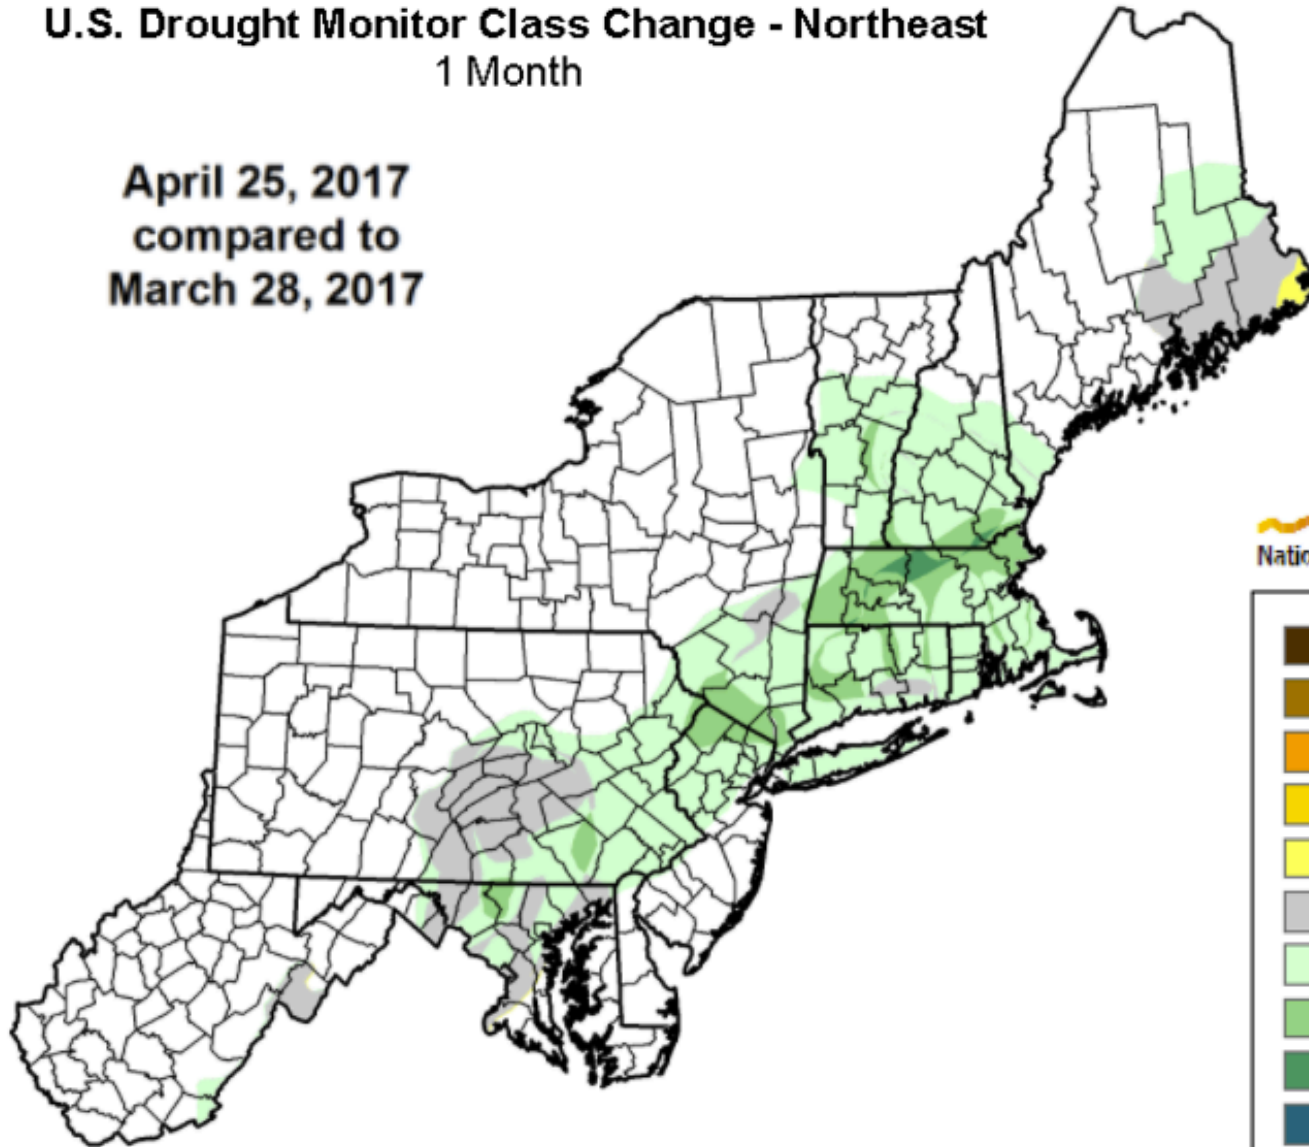 U.S. Drought Monitor Class Change - Northeast
1 Month
April 25, 2017
compared to
March 28, 2017